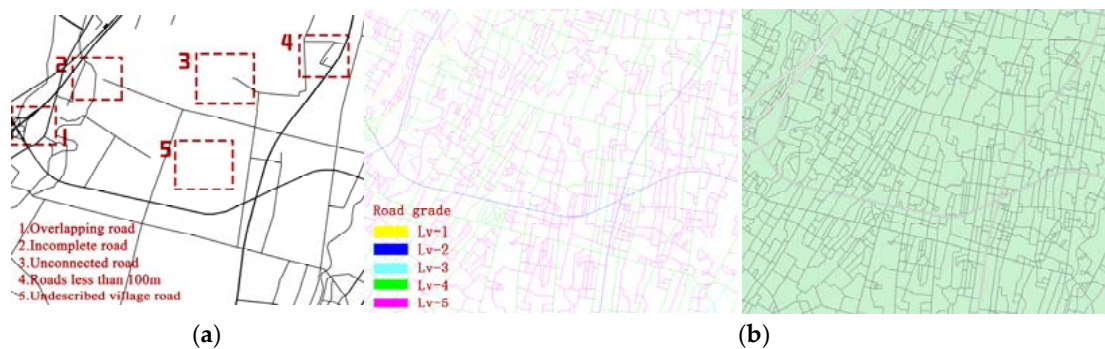 4
2
3
1
5
1.Overlapping road
2.Incomplete road
3.Unconnected road
4.Roads less than 100m
5.Undescribed village road
Road grade
Lv-1
Lv-2
Lv-3
Lv-4
Lv-5
(a)
(b)